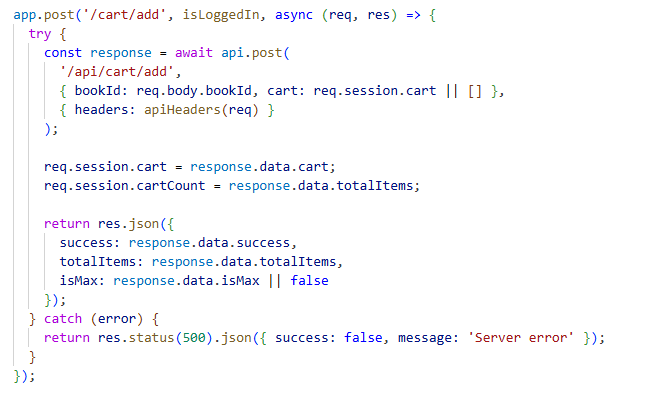 app.post('/cart/add', isLoggedIn, async (req, res) => {
  try {
    const response = await api.post(
      '/api/cart/add',
      { bookId: req.body.bookId, cart: req.session.cart || [] },
      { headers: apiHeaders(req) }
    );

    req.session.cart = response.data.cart;
    req.session.cartCount = response.data.totalItems;

    return res.json({
      success: response.data.success,
      totalItems: response.data.totalItems,
      isMax: response.data.isMax || false
    });
  } catch (error) {
    return res.status(500).json({ success: false, message: 'Server error' });
  }
});